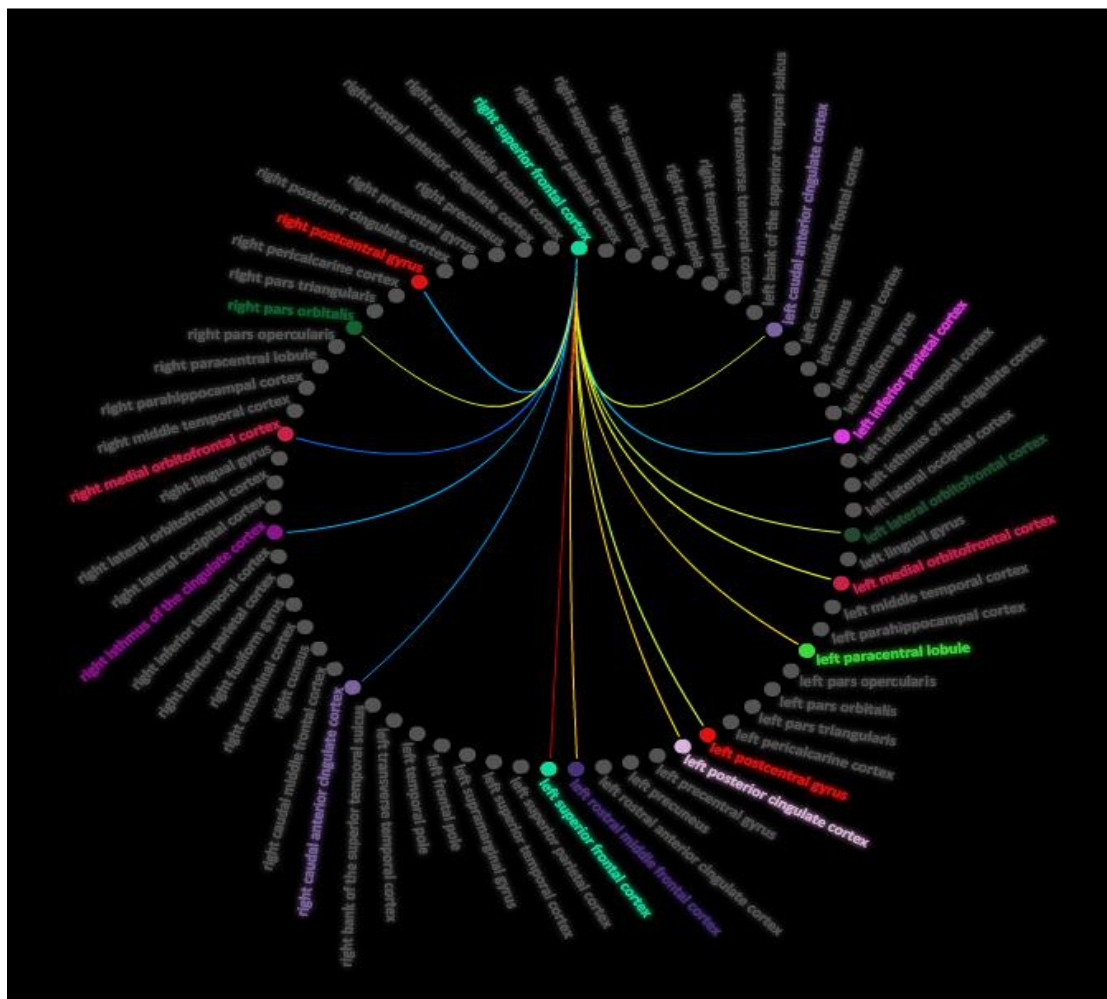 right superior frontal cortex
right superior parietal cortex
right superior temporal cortex
right supramarginal gyrus
right frontal pole
right temporal pole
right transverse temporal cortex
left bank of the superior temporal sulcus
left caudal anterior cingulate cortex
left caudal middle frontal cortex
left cuneus
left entorhinal cortex
left fusiform gyrus
left inferior parietal cortex
left inferior temporal cortex
left isthmus of the cingulate cortex
left lateral occipital cortex
left lateral orbitofrontal cortex
left lingual gyrus
left medial orbitofrontal cortex
left middle temporal cortex
left parahippocampal cortex
left paracentral lobule
left pars opercularis
left pars orbitalis
left pars triangularis
left pericalcarine cortex
left postcentral gyrus
left posterior cingulate cortex
left precentral gyrus
left precuneus
left rostral anterior cingulate cortex
left rostral middle frontal cortex
left superior frontal cortex
left superior parietal cortex
left superior temporal cortex
left supramarginal gyrus
left frontal pole
left temporal pole
left transverse temporal cortex
right bank of the superior temporal sulcus
right caudal anterior cingulate cortex
right caudal middle frontal cortex
right cuneus
right entorhinal cortex
right fusiform gyrus
right inferior parietal cortex
right inferior temporal cortex
right isthmus of the cingulate cortex
right lateral occipital cortex
right lateral orbitofrontal cortex
right lingual gyrus
right medial orbitofrontal cortex
right middle temporal cortex
right parahippocampal cortex
right paracentral lobule
right pars opercularis
right pars orbitalis
right pars triangularis
right pericalcarine cortex
right postcentral gyrus
right posterior cingulate cortex
right precentral gyrus
right precuneus
right rostral anterior cingulate cortex
right rostral middle frontal cortex